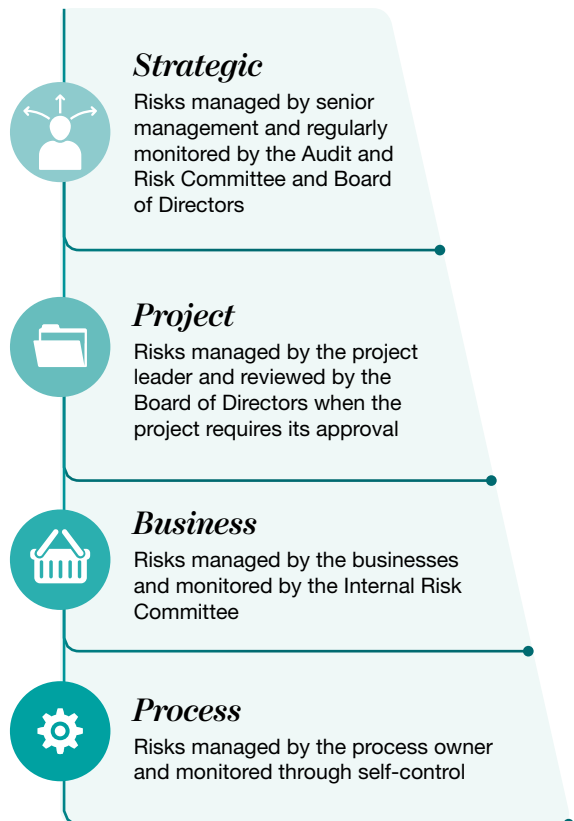 Strategic
Risks managed by senior
management and regularly
monitored by the Audit and
Risk Committee and Board
of Directors
Project
Risks managed by the project
leader and reviewed by the
Board of Directors when the
project requires its approval
Business
Risks managed by the businesses
and monitored by the Internal Risk
Committee
Process
Risks managed by the process owner
and monitored through self-control